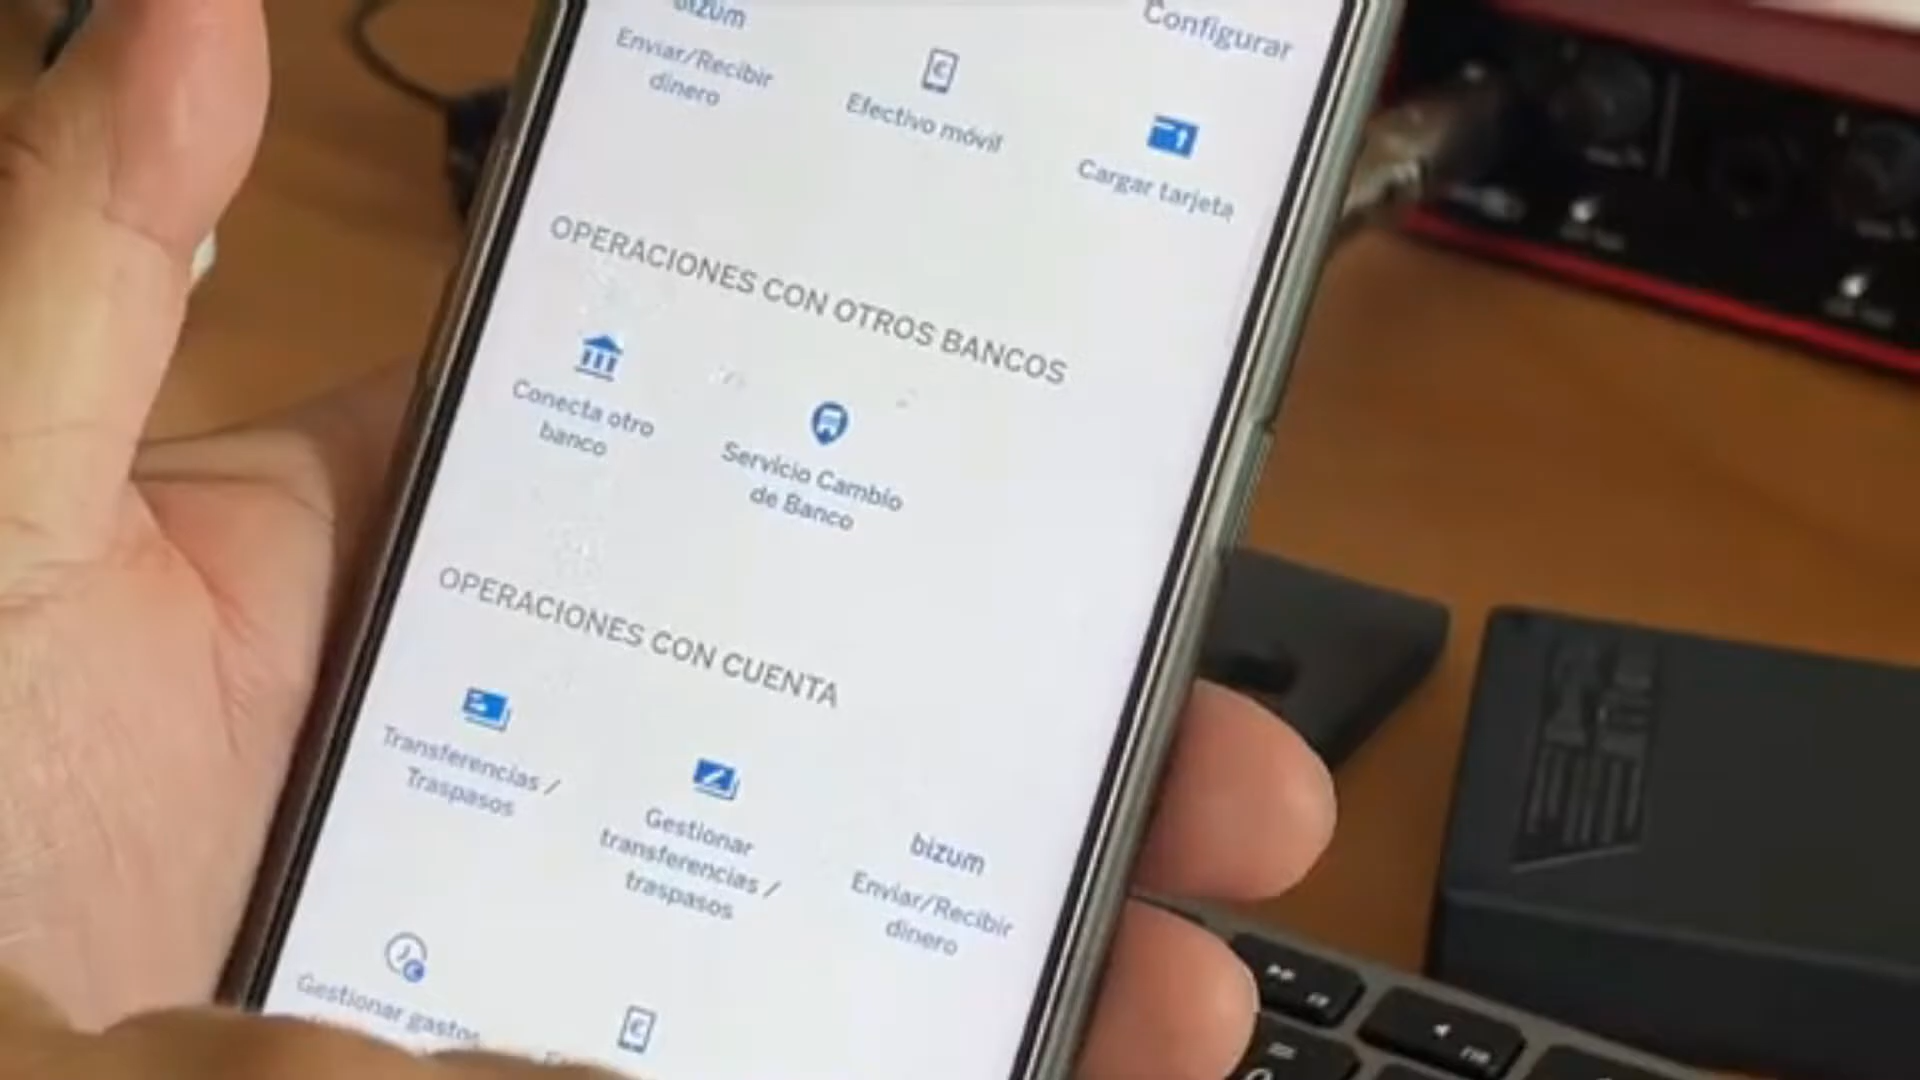 bizum
Configurar
Enviar/Recibir
dinero
Efectivo móvil
Cargar tarjeta
OPERACIONES CON OTROS BANCOS
Conecta otro
banco
Servicio Cambio
de Banco
OPERACIONES CON CUENTA
Transferencias /
Traspasos
Gestionar
transferencias /
traspasos
bizum
Enviar/Recibir
dinero
Gestionar gastos